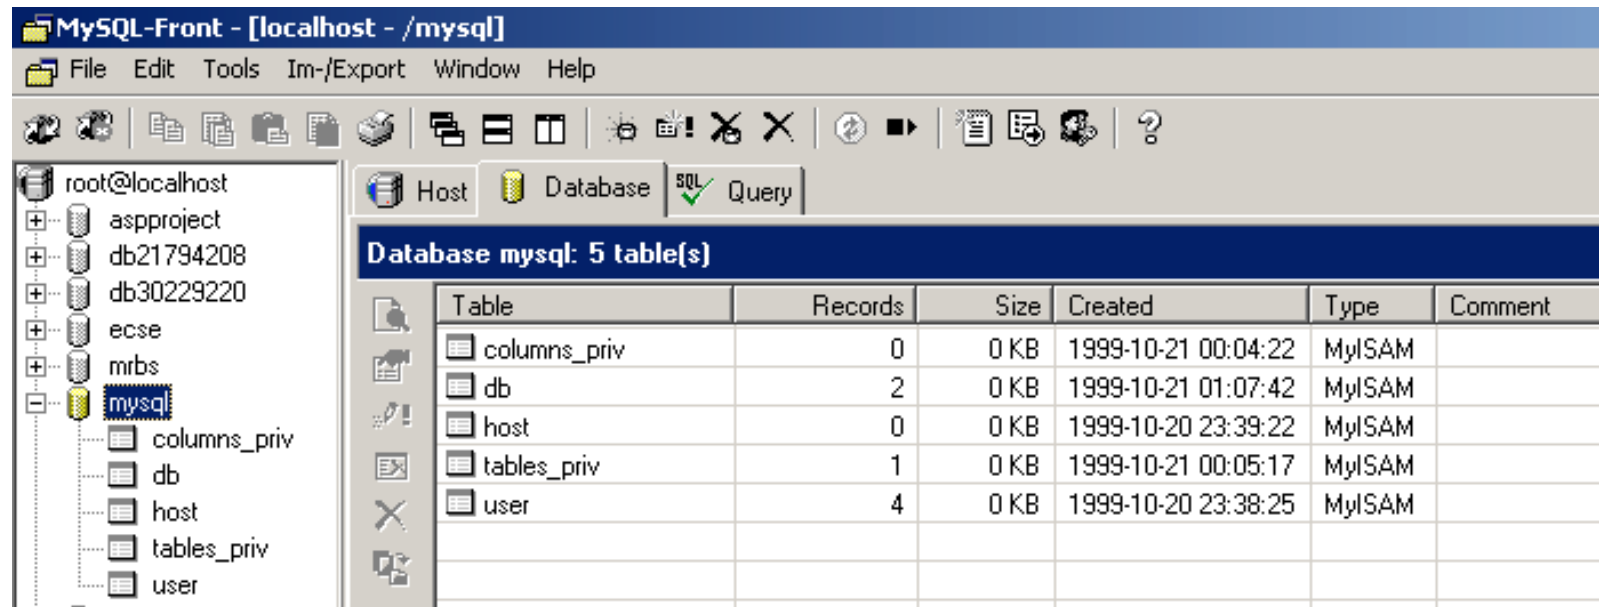 MySQL-Front - [localhost - /mysql]
File Edit Tools Im-/Export Window Help
root@localhost
aspproject
db21794208
db30229220
ecse
mrbs
mysql
columns_priv
db
host
tables_priv
user
Host Database SQL Query
Database mysql: 5 table(s)
Table Records Size Created Type Comment
columns_priv 0 0 KB 1999-10-21 00:04:22 MyISAM
db 2 0 KB 1999-10-21 01:07:42 MyISAM
host 0 0 KB 1999-10-20 23:39:22 MyISAM
tables_priv 1 0 KB 1999-10-21 00:05:17 MyISAM
user 4 0 KB 1999-10-20 23:38:25 MyISAM